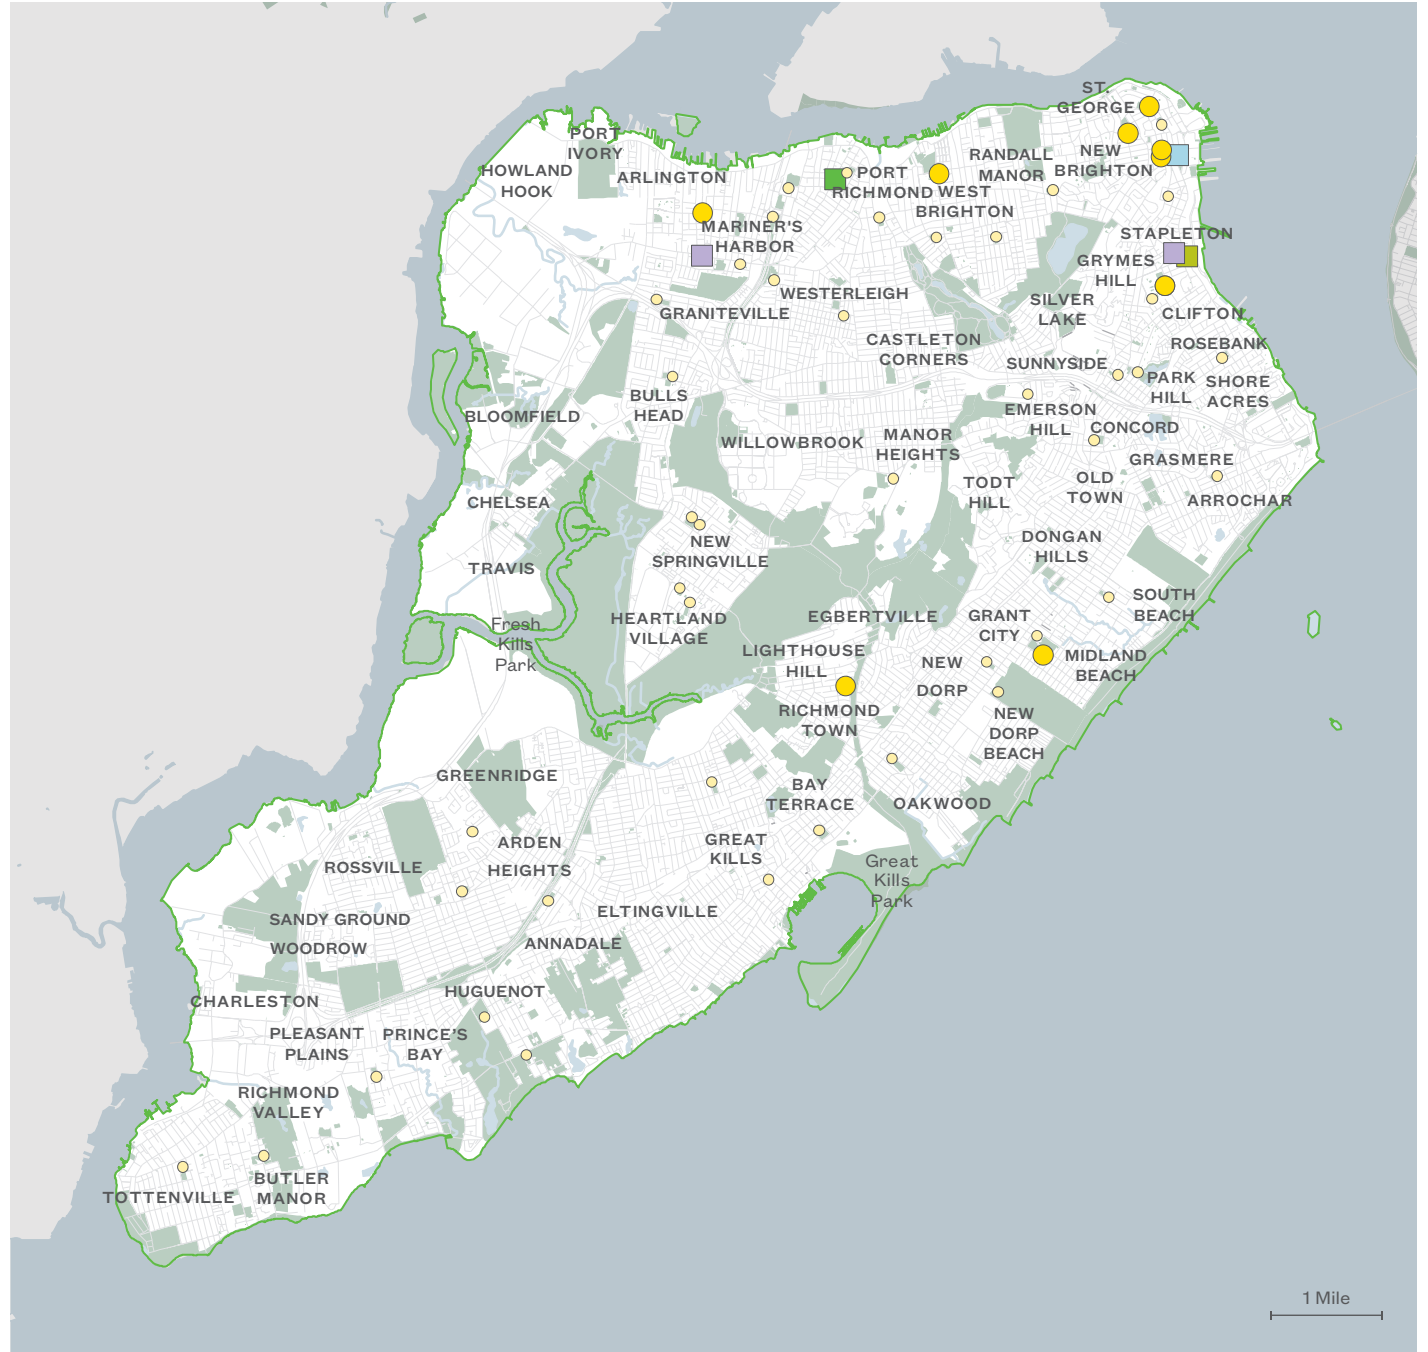 ST.
GEORGE
PORT
IVORY
NEW
BRIGHTON
RANDALL
MANOR
HOWLAND
HOOK
ARLINGTON
PORT
RICHMOND
WEST
BRIGHTON
MARINER'S
HARBOR
STAPLETON
GRYMES
HILL
WESTERLEIGH
SILVER
LAKE
GRANITEVILLE
CLIFTON
CASTLETON
CORNERS
ROSEBANK
SUNNYSIDE
PARK
HILL
SHORE
ACRES
BULLS
HEAD
BLOOMFIELD
EMERSON
HILL
CONCORD
WILLOWBROOK
MANOR
HEIGHTS
GRASMERE
TODT
HILL
OLD
TOWN
CHELSEA
ARROCHAR
NEW
SPRINGVILLE
DONGAN
HILLS
TRAVIS
SOUTH
BEACH
HEARTLAND
VILLAGE
EGBERTVILLE
GRANT
CITY
Fresh
Kills
Park
LIGHTHOUSE
HILL
NEW
DORP
MIDLAND
BEACH
RICHMOND
TOWN
NEW
DORP
BEACH
GREENRIDGE
BAY
TERRACE
OAKWOOD
ARDEN
HEIGHTS
GREAT
KILLS
ROSSVILLE
Great
Kills
Park
SANDY GROUND
ELTINGVILLE
WOODROW
ANNADALE
CHARLESTON
HUGUENOT
PLEASANT
PLAINS
PRINCE'S
BAY
RICHMOND
VALLEY
BUTLER
MANOR
TOTTENVILLE
1 Mile